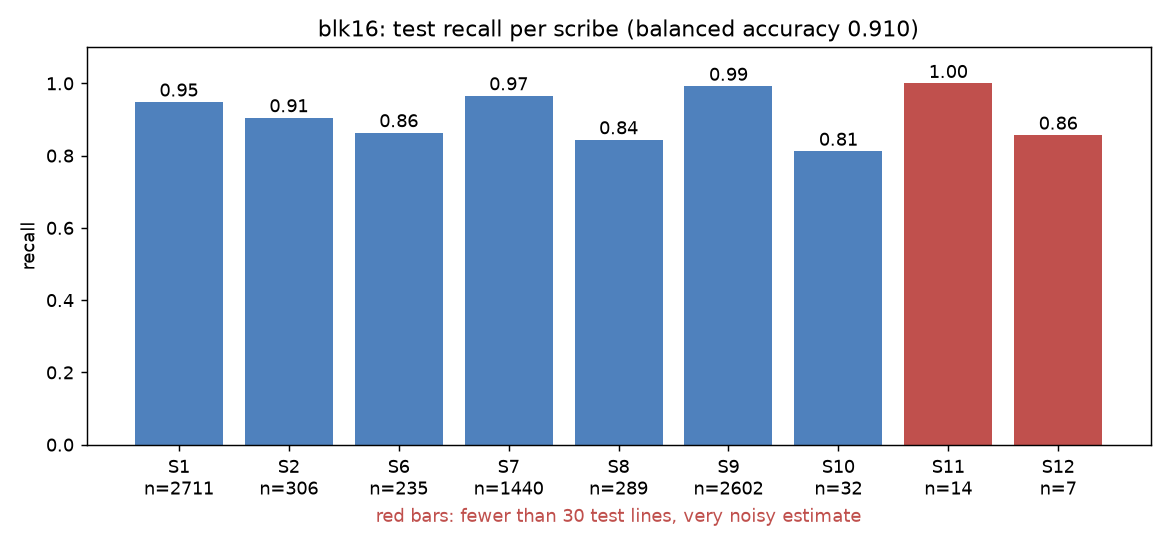 blk16: test recall per scribe (balanced accuracy 0.910)
recall
1.0
0.8
0.6
0.4
0.2
0.0
0.95 0.91 0.86 0.97 0.84 0.99 0.81 1.00 0.86
S1 S2 S6 S7 S8 S9 S10 S11 S12
n=2711 n=306 n=235 n=1440 n=289 n=2602 n=32 n=14 n=7
red bars: fewer than 30 test lines, very noisy estimate